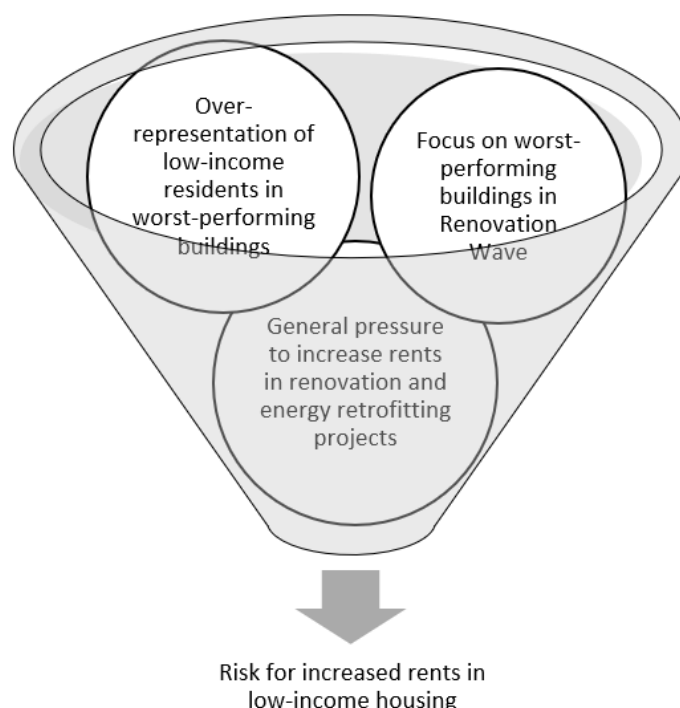 Over-
representation of
low-income
residents in
worst-performing
buildings
Focus on worst-
performing
buildings in
Renovation
Wave
General pressure
to increase rents
in renovation and
energy retrofitting
projects
Risk for increased rents in
low-income housing